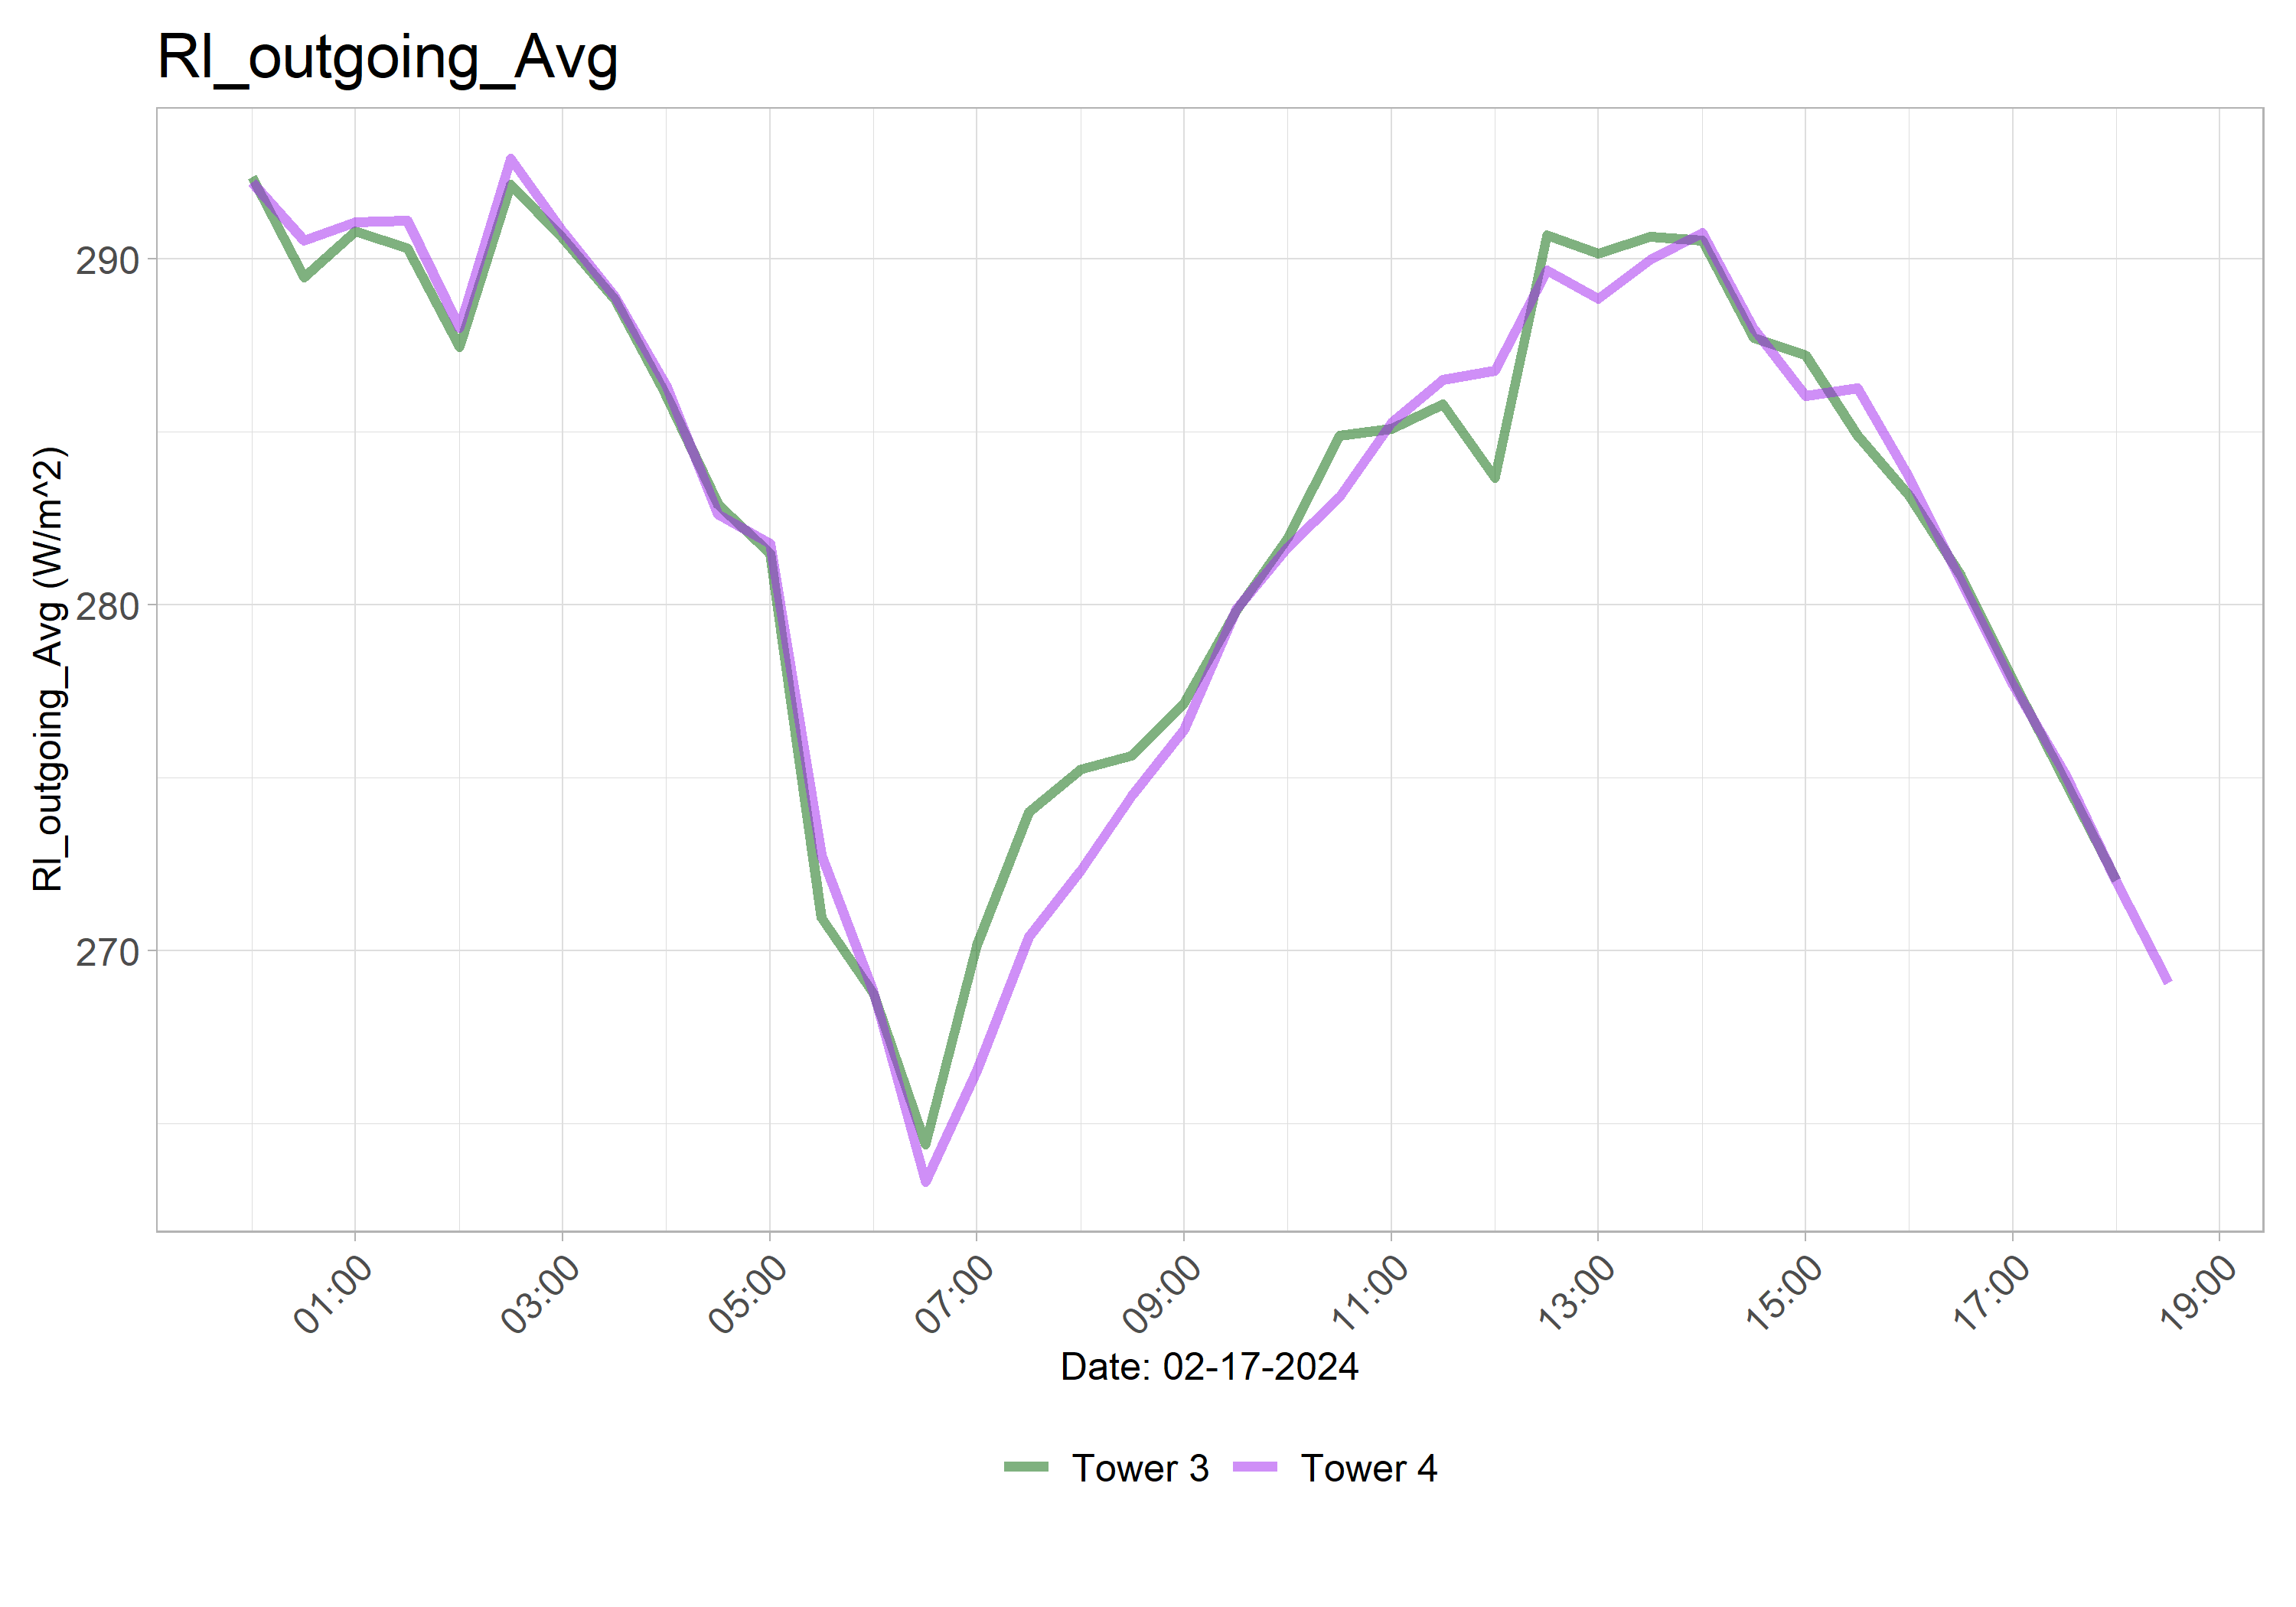 Rl_outgoing_Avg
Rl_outgoing_Avg (W/m^2)
290
280
270
01:00 03:00 05:00 07:00 09:00 11:00 13:00 15:00 17:00 19:00
Date: 02-17-2024
Tower 3 Tower 4